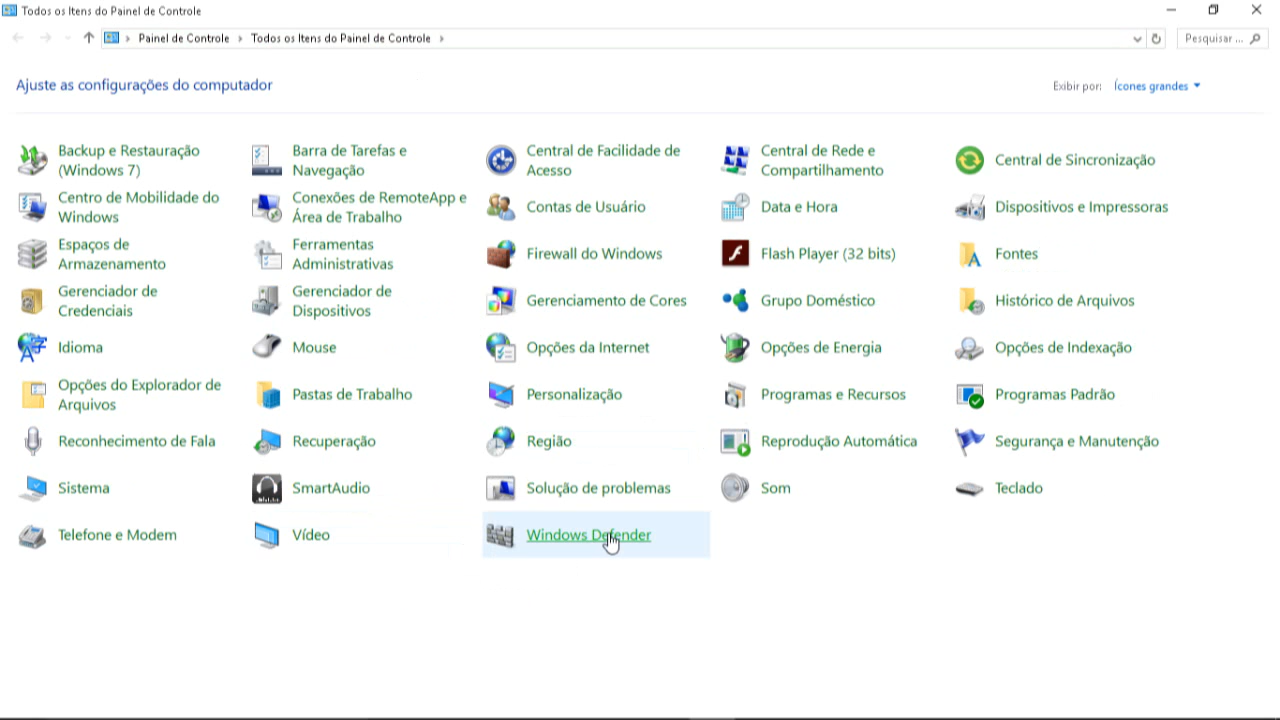 Todos os Itens do Painel de Controle
Painel de Controle > Todos os Itens do Painel de Controle >
Pesquisar ...
Ajuste as configurações do computador
Exibir por: Ícones grandes
Backup e Restauração
(Windows 7)
Barra de Tarefas e
Navegação
Central de Facilidade de
Acesso
Central de Rede e
Compartilhamento
Central de Sincronização
Centro de Mobilidade do
Windows
Conexões de RemoteApp e
Área de Trabalho
Contas de Usuário
Data e Hora
Dispositivos e Impressoras
Espaços de
Armazenamento
Ferramentas
Administrativas
Firewall do Windows
Flash Player (32 bits)
Fontes
Gerenciador de
Credenciais
Gerenciador de
Dispositivos
Gerenciamento de Cores
Grupo Doméstico
Histórico de Arquivos
Idioma
Mouse
Opções da Internet
Opções de Energia
Opções de Indexação
Opções do Explorador de
Arquivos
Pastas de Trabalho
Personalização
Programas e Recursos
Programas Padrão
Reconhecimento de Fala
Recuperação
Região
Reprodução Automática
Segurança e Manutenção
Sistema
SmartAudio
Solução de problemas
Som
Teclado
Telefone e Modem
Vídeo
Windows Defender